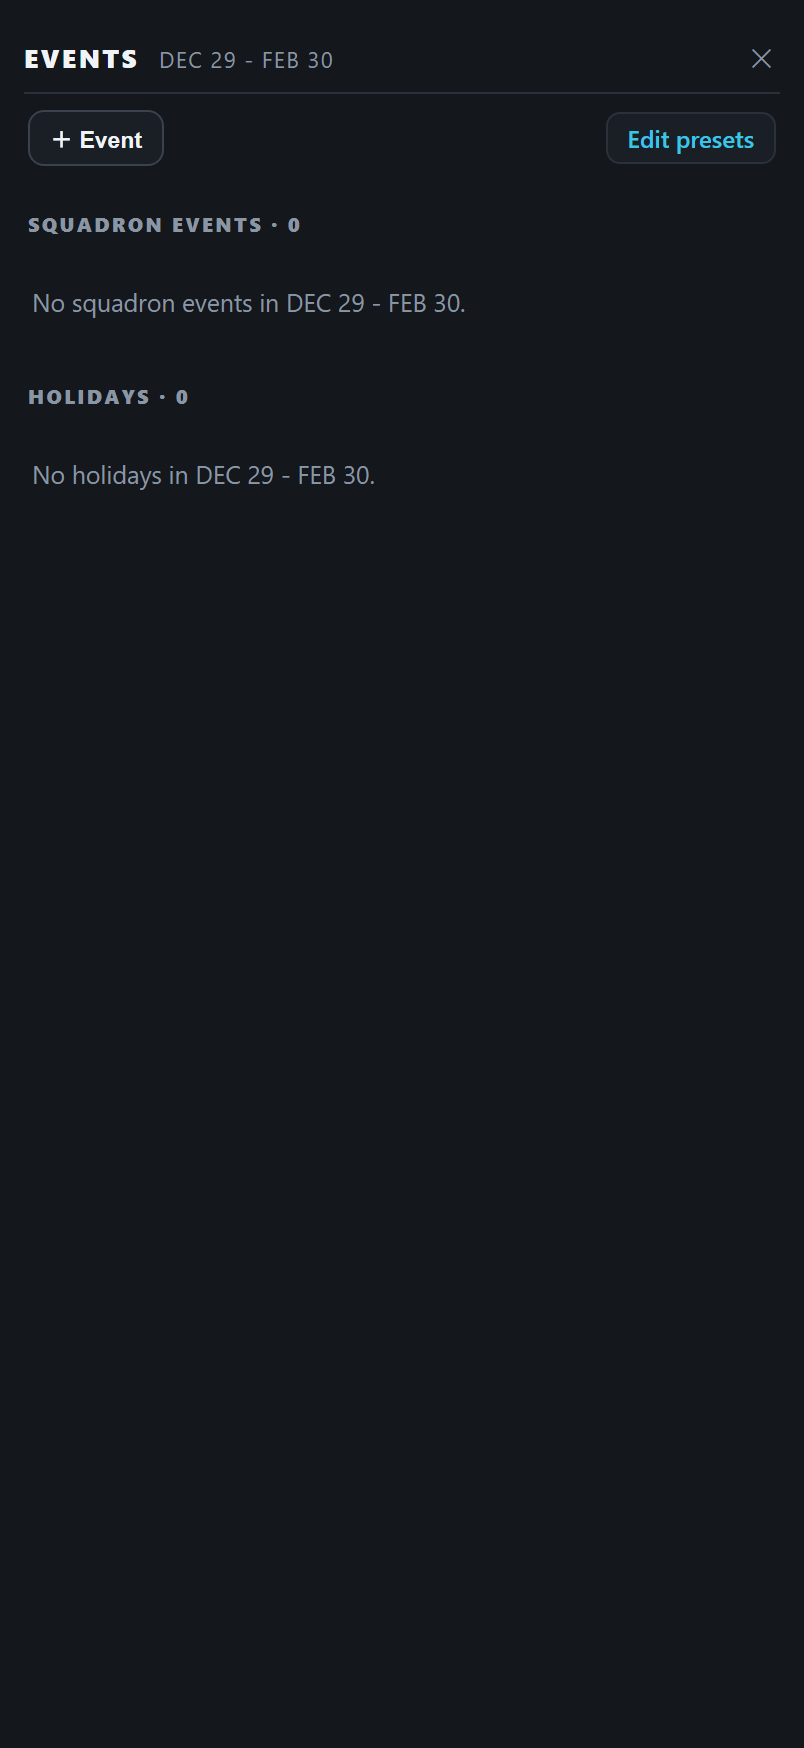 EVENTS DEC 29 - FEB 30
+ Event
Edit presets
SQUADRON EVENTS · 0
No squadron events in DEC 29 - FEB 30.
HOLIDAYS · 0
No holidays in DEC 29 - FEB 30.